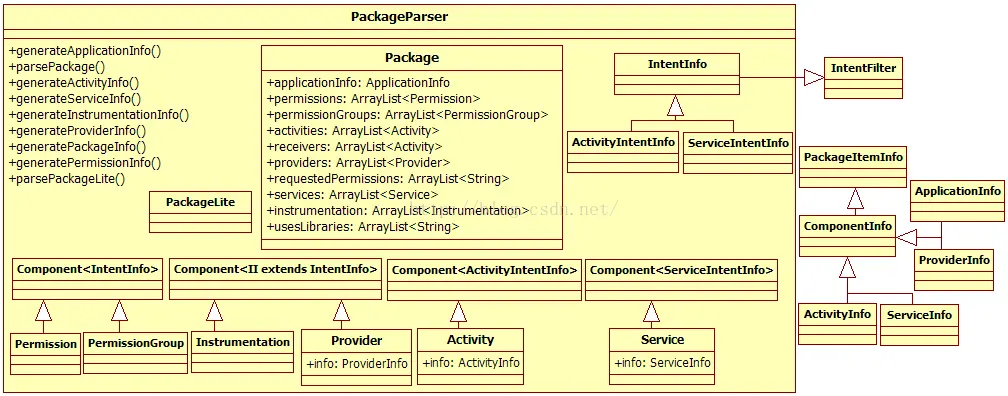 PackageParser
+generateApplicationInfo()
+parsePackage()
+generateActivityInfo()
+generateServiceInfo()
+generateInstrumentationInfo()
+generateProviderInfo()
+generatePackageInfo()
+generatePermissionInfo()
+parsePackageLite()
PackageLite
Package
+applicationInfo: ApplicationInfo
+permissions: ArrayList<Permission>
+permissionGroups: ArrayList<PermissionGroup>
+activities: ArrayList<Activity>
+receivers: ArrayList<Activity>
+providers: ArrayList<Provider>
+requestedPermissions: ArrayList<String>
+services: ArrayList<Service>
+instrumentation: ArrayList<Instrumentation>
+usesLibraries: ArrayList<String>
http://blog.csdn.net/
IntentInfo
IntentFilter
ActivityIntentInfo
ServiceIntentInfo
PackageItemInfo
ApplicationInfo
ComponentInfo
ProviderInfo
ActivityInfo
ServiceInfo
Component<IntentInfo>
Component<II extends IntentInfo>
Component<ActivityIntentInfo>
Component<ServiceIntentInfo>
Permission
PermissionGroup
Instrumentation
Provider
+info: ProviderInfo
Activity
+info: ActivityInfo
Service
+info: ServiceInfo